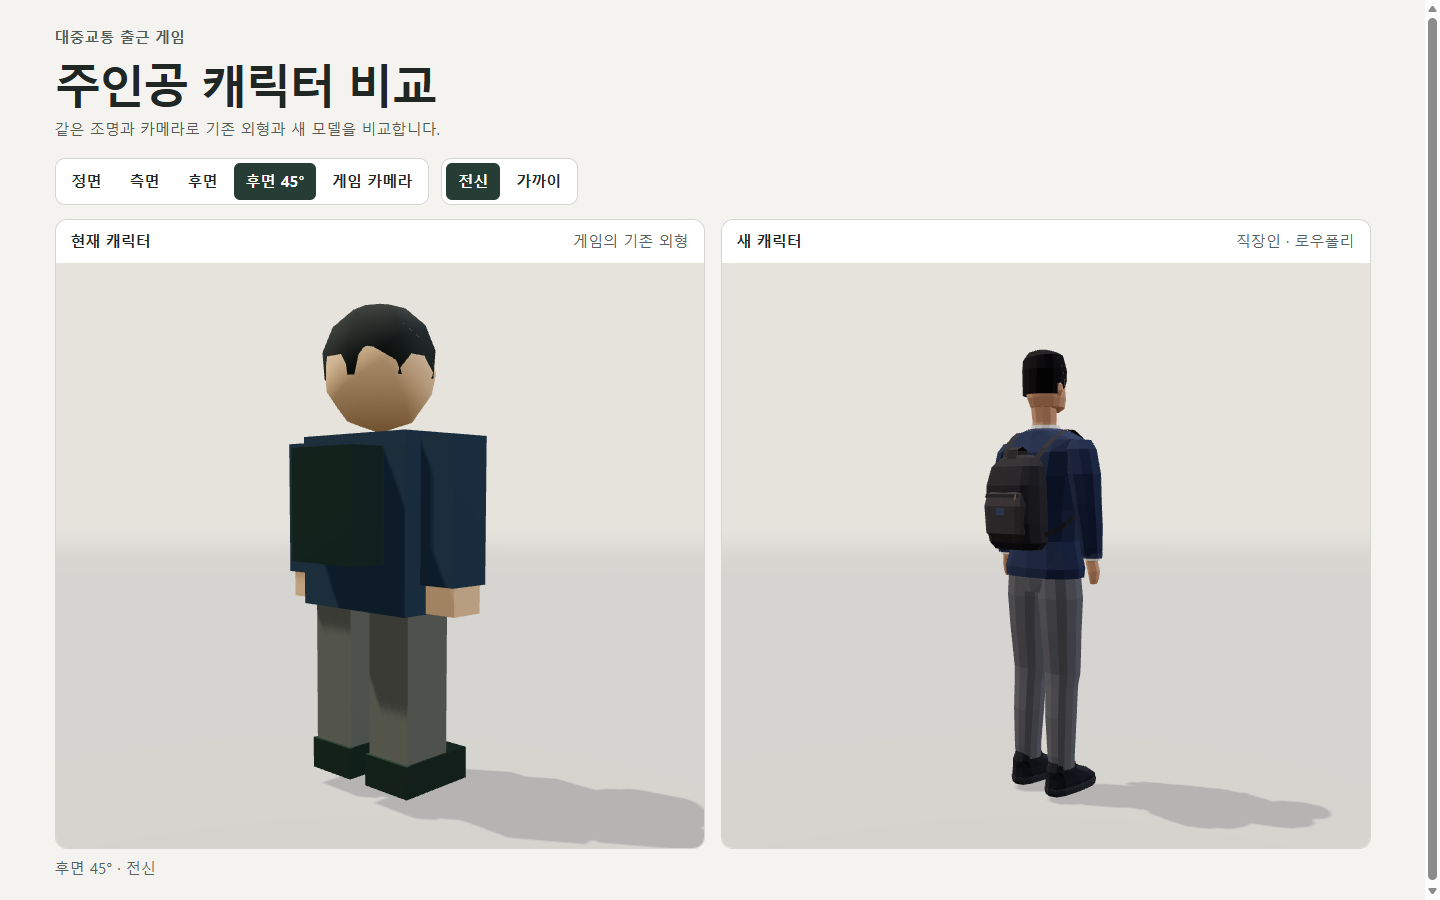 대중교통 출근 게임
주인공 캐릭터 비교
같은 조명과 카메라로 기존 외형과 새 모델을 비교합니다.
정면 측면 후면 후면 45° 게임 카메라 전신 가까이
현재 캐릭터 게임의 기존 외형
새 캐릭터 직장인 · 로우폴리
후면 45° · 전신